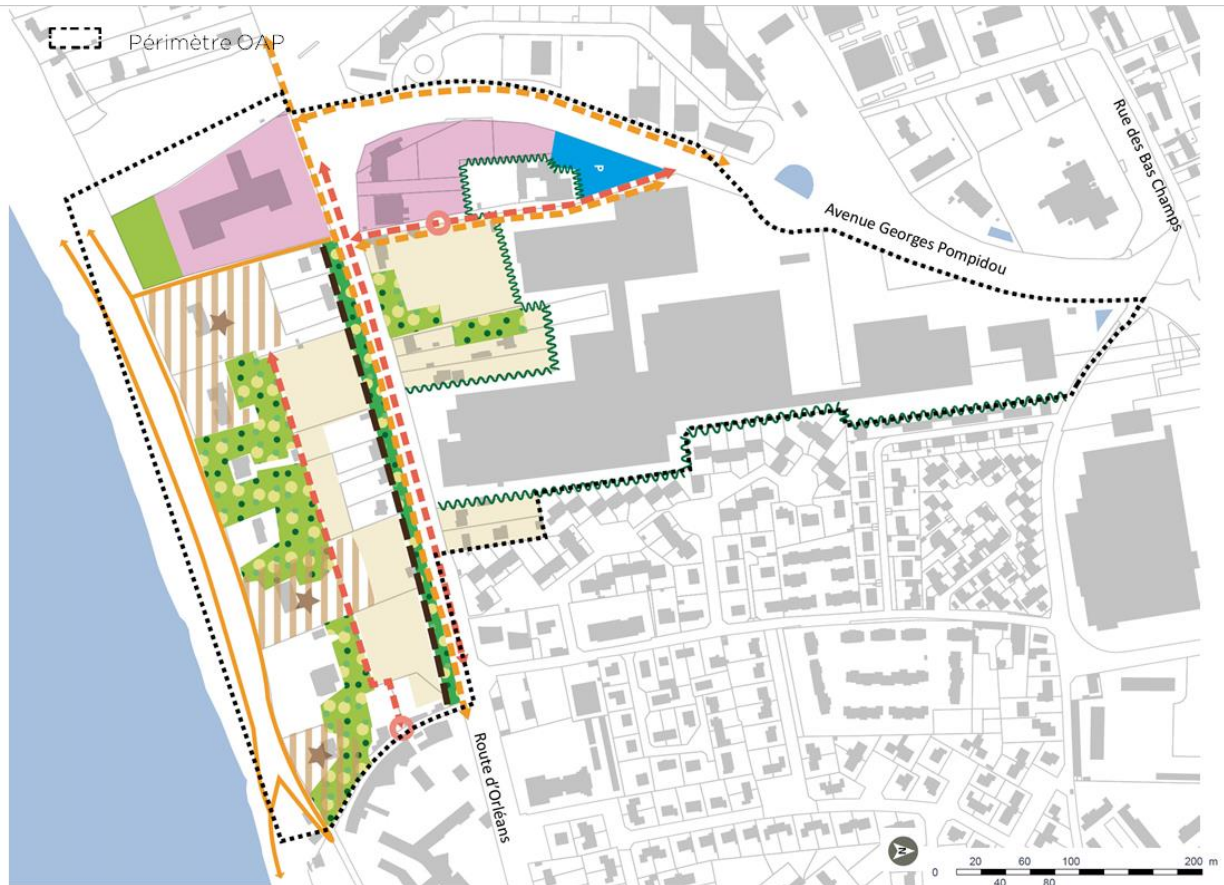 Périmètre OAP
Rue des Bas Champs
P
Avenue Georges Pompidou
Route d'Orléans
N
0 20 60 100 200 m
40 80